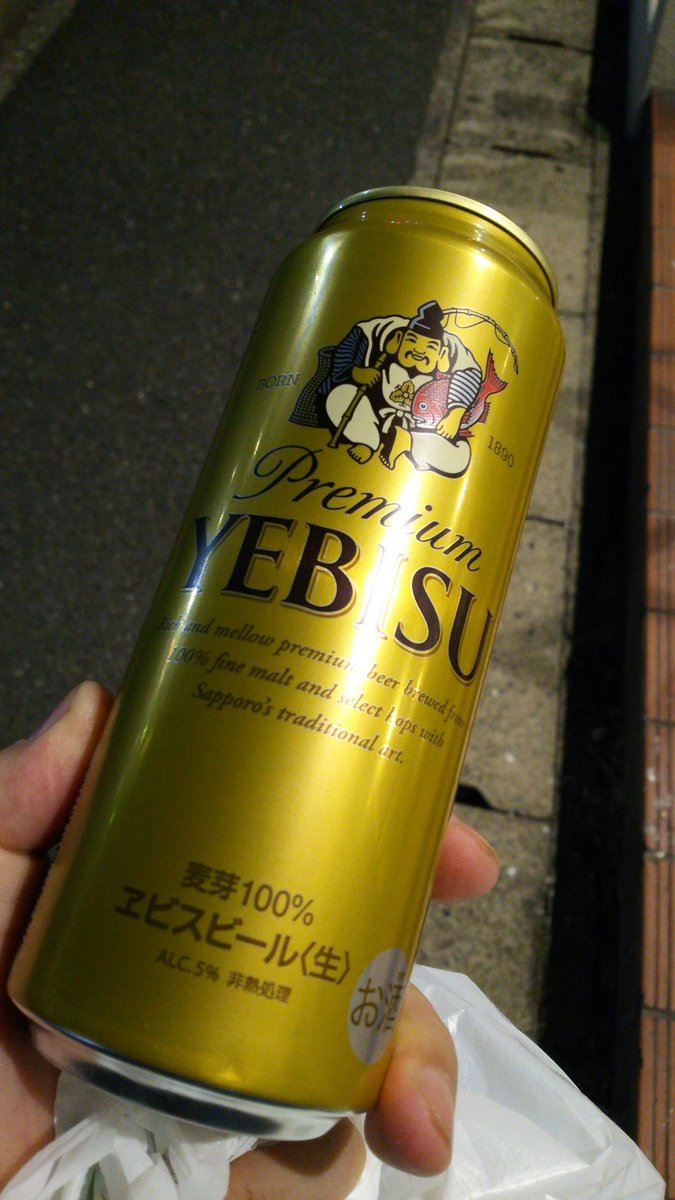 BORN
1890
Premium
YEBISU
Rich and mellow premium beer brewed from
100% fine malt and select hops with
Sapporo's traditional art.
麦芽100%
ヱビスビール〈生〉
ALC.5% 非熱処理
お酒